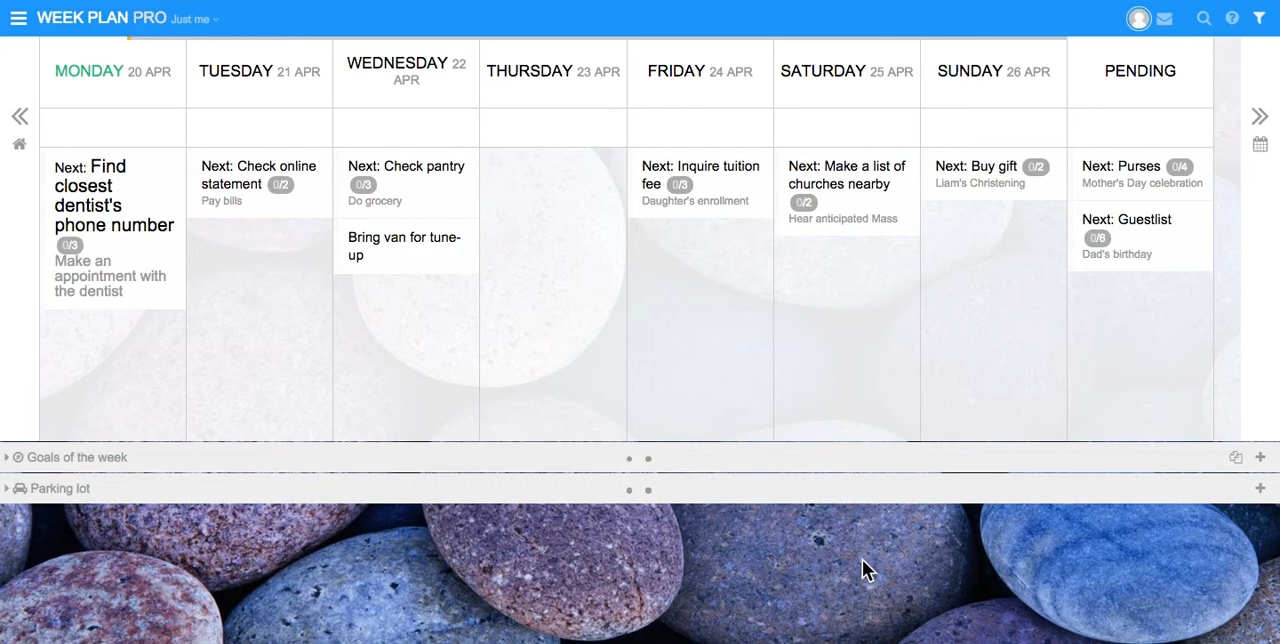 WEEK PLAN PRO Just me
MONDAY 20 APR
TUESDAY 21 APR
WEDNESDAY 22
APR
THURSDAY 23 APR
FRIDAY 24 APR
SATURDAY 25 APR
SUNDAY 26 APR
PENDING
Next: Find
closest
dentist's
phone number
0/3
Make an
appointment with
the dentist
Next: Check online
statement 0/2
Pay bills
Next: Check pantry
0/3
Do grocery
Bring van for tune-
up
Next: Inquire tuition
fee 0/3
Daughter's enrollment
Next: Make a list of
churches nearby
0/2
Hear anticipated Mass
Next: Buy gift 0/2
Liam's Christening
Next: Purses 0/4
Mother's Day celebration
Next: Guestlist
0/6
Dad's birthday
Goals of the week
Parking lot